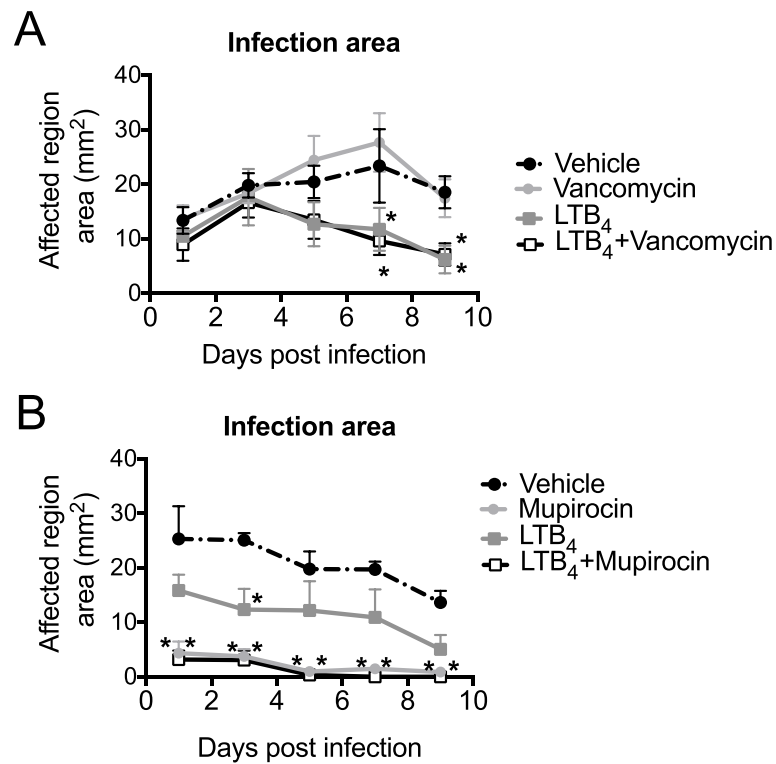 A
Infection area
Affected region
area (mm²)
40
30
20
10
0
0 2 4 6 8 10
Days post infection
* 
*
*
*
Vehicle
Vancomycin
LTB₄
LTB₄+Vancomycin
B
Infection area
Affected region
area (mm²)
40
30
20
10
0
0 2 4 6 8 10
Days post infection
*
* * * * * * * * * *
Vehicle
Mupirocin
LTB₄
LTB₄+Mupirocin